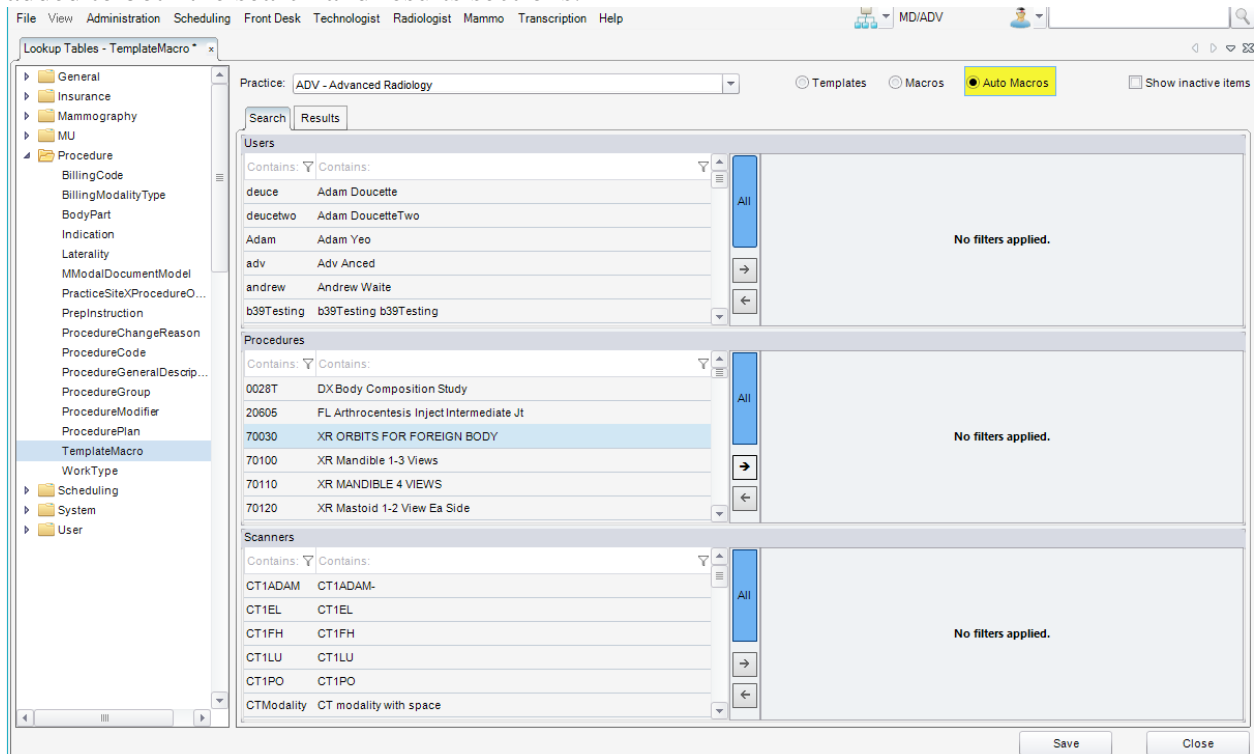 File View Administration Scheduling Front Desk Technologist Radiologist Mammo Transcription Help MD/ADV
Lookup Tables - TemplateMacro * x
General
Insurance
Mammography
MU
Procedure
BillingCode
BillingModalityType
BodyPart
Indication
Laterality
MModalDocumentModel
PracticeSiteXProcedureO...
PrepInstruction
ProcedureChangeReason
ProcedureCode
ProcedureGeneralDescrip...
ProcedureGroup
ProcedureModifier
ProcedurePlan
TemplateMacro
WorkType
Scheduling
System
User
Practice: ADV - Advanced Radiology Templates Macros Auto Macros Show inactive items
Search Results
Users
Contains: Contains:
deuce Adam Doucette
deucetwo Adam DoucetteTwo
Adam Adam Yeo
adv Adv Anced
andrew Andrew Waite
b39Testing b39Testing b39Testing
All
No filters applied.
Procedures
Contains: Contains:
0028T DX Body Composition Study
20605 FL Arthrocentesis Inject Intermediate Jt
70030 XR ORBITS FOR FOREIGN BODY
70100 XR Mandible 1-3 Views
70110 XR MANDIBLE 4 VIEWS
70120 XR Mastoid 1-2 View Ea Side
All
No filters applied.
Scanners
Contains: Contains:
CT1ADAM CT1ADAM-
CT1EL CT1EL
CT1FH CT1FH
CT1LU CT1LU
CT1PO CT1PO
CTModality CT modality with space
All
No filters applied.
Save Close